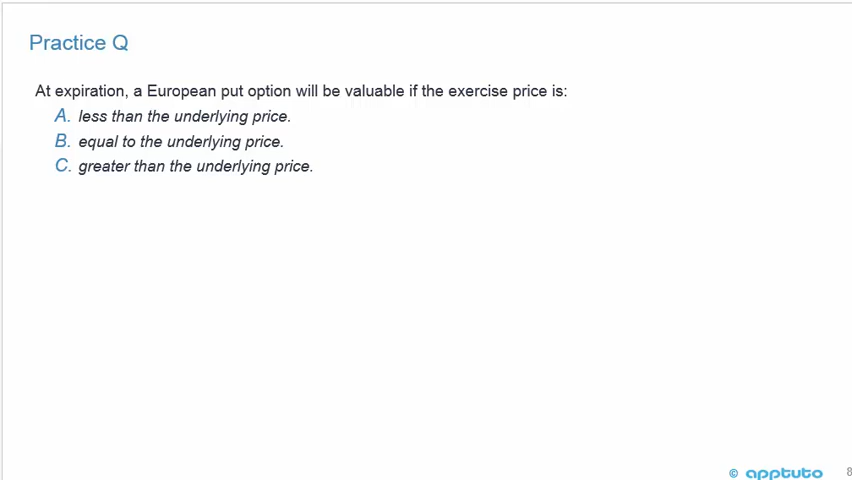 Practice Q
At expiration, a European put option will be valuable if the exercise price is:
A. less than the underlying price.
B. equal to the underlying price.
C. greater than the underlying price.
© apptuto 8